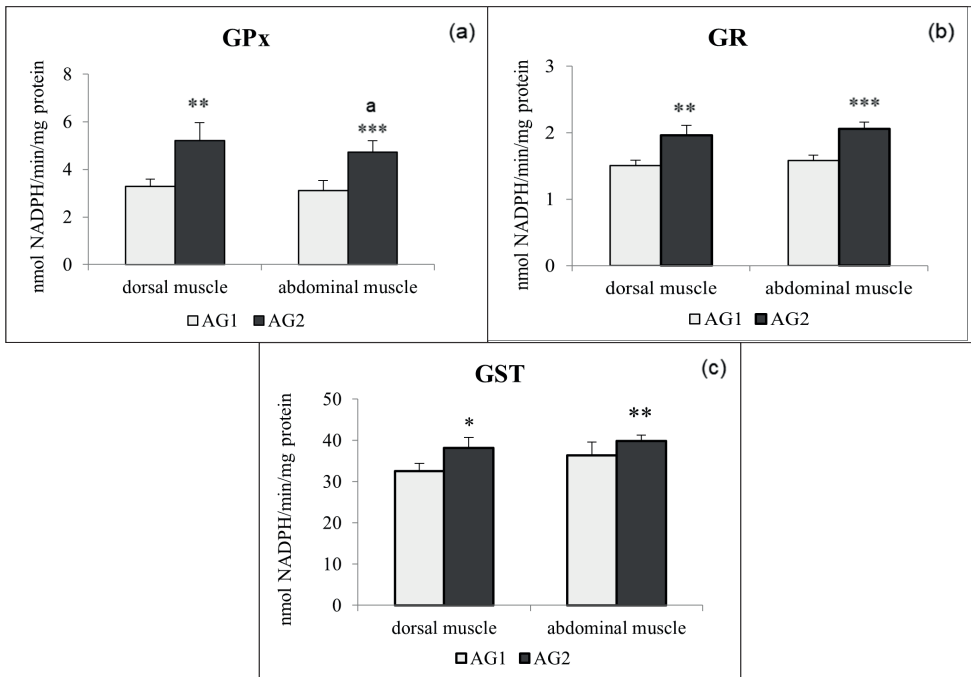 GPx
(a)
nmol NADPH/min/mg protein
8
6
4
2
0
**
a
***
dorsal muscle
abdominal muscle
AG1 AG2
GR
(b)
nmol NADPH/min/mg protein
3
2
1
0
**
***
dorsal muscle
abdominal muscle
AG1 AG2
GST
(c)
nmol NADPH/min/mg protein
50
40
30
20
10
0
*
**
dorsal muscle
abdominal muscle
AG1 AG2